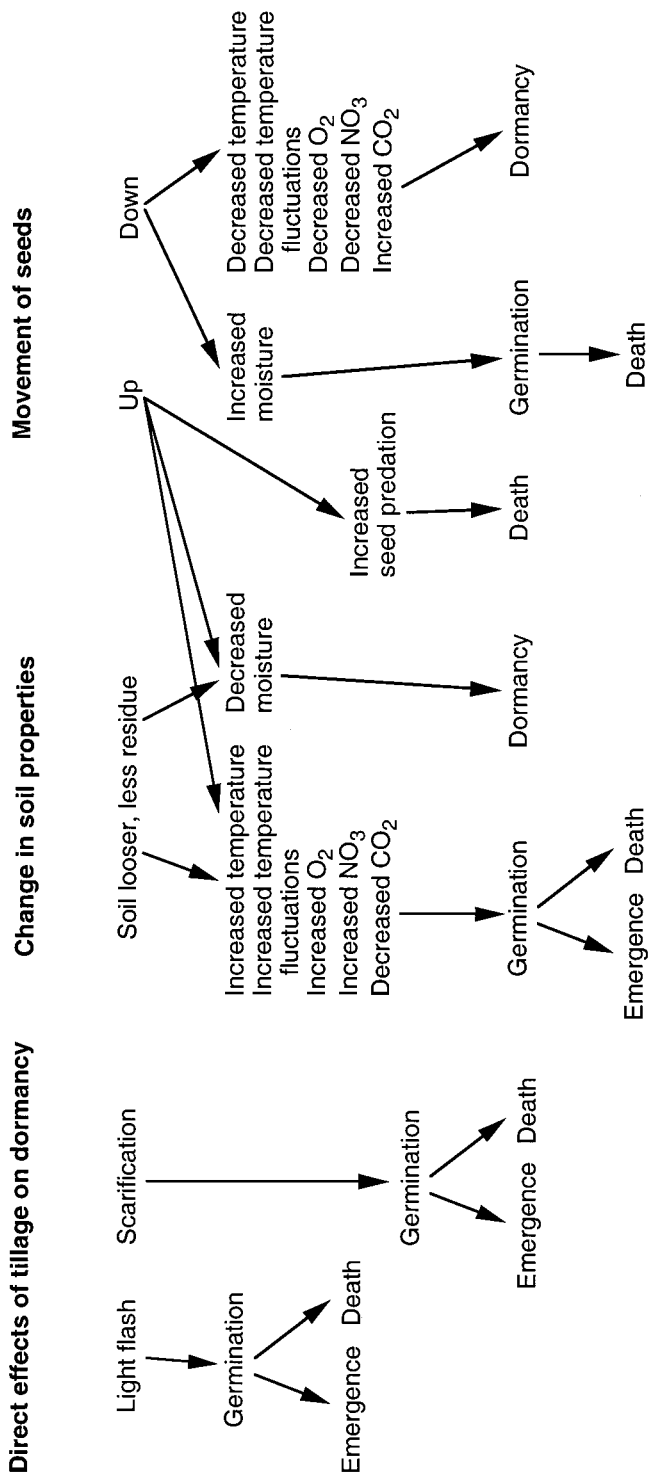 Direct effects of tillage on dormancy
Light flash
Germination
Emergence Death
Scarification
Germination
Emergence Death
Change in soil properties
Soil looser, less residue
Increased temperature
Increased temperature
fluctuations
Increased O2
Increased NO3
Decreased CO2
Germination
Emergence Death
Decreased
moisture
Dormancy
Movement of seeds
Up
Increased
seed predation
Death
Down
Increased
moisture
Germination
Death
Decreased temperature
Decreased temperature
fluctuations
Decreased O2
Decreased NO3
Increased CO2
Dormancy